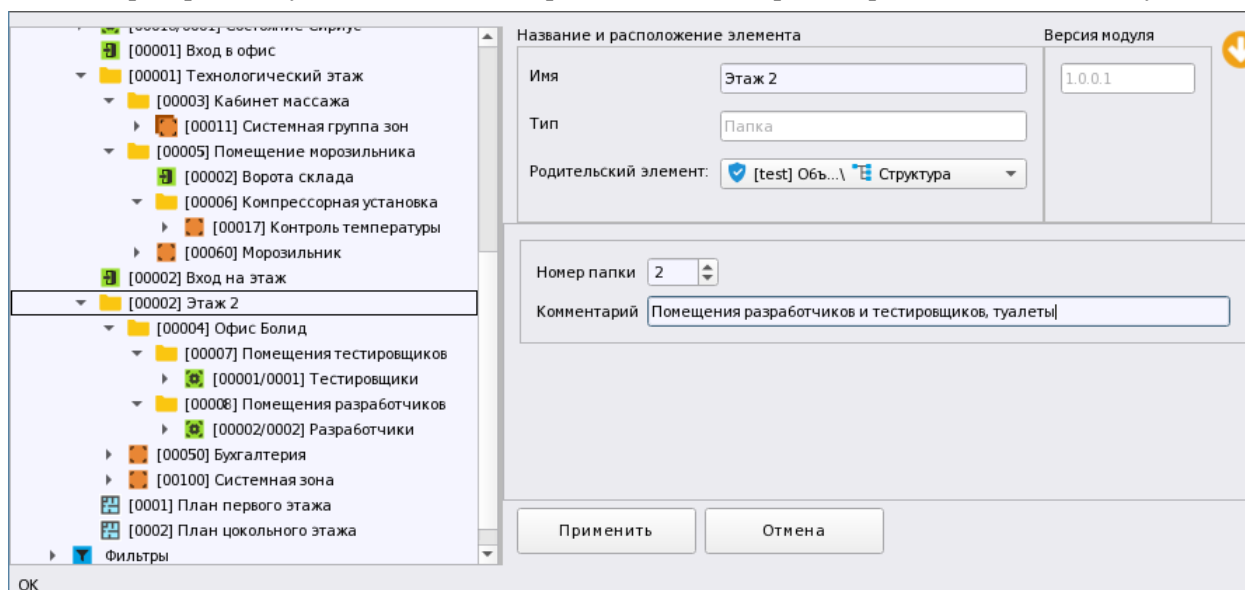 [00001] Вход в офис
[00001] Технологический этаж
[00003] Кабинет массажа
[00011] Системная группа зон
[00005] Помещение морозильника
[00002] Ворота склада
[00006] Компрессорная установка
[00017] Контроль температуры
[00060] Морозильник
[00002] Вход на этаж
[00002] Этаж 2
[00004] Офис Болид
[00007] Помещения тестировщиков
[00001/0001] Тестировщики
[00008] Помещения разработчиков
[00002/0002] Разработчики
[00050] Бухгалтерия
[00100] Системная зона
[0001] План первого этажа
[0002] План цокольного этажа
Фильтры
OK
Название и расположение элемента
Имя Этаж 2
Тип Папка
Родительский элемент: [test] Объ...\ Структура
Версия модуля
1.0.0.1
Номер папки 2
Комментарий Помещения разработчиков и тестировщиков, туалеты
Применить Отмена